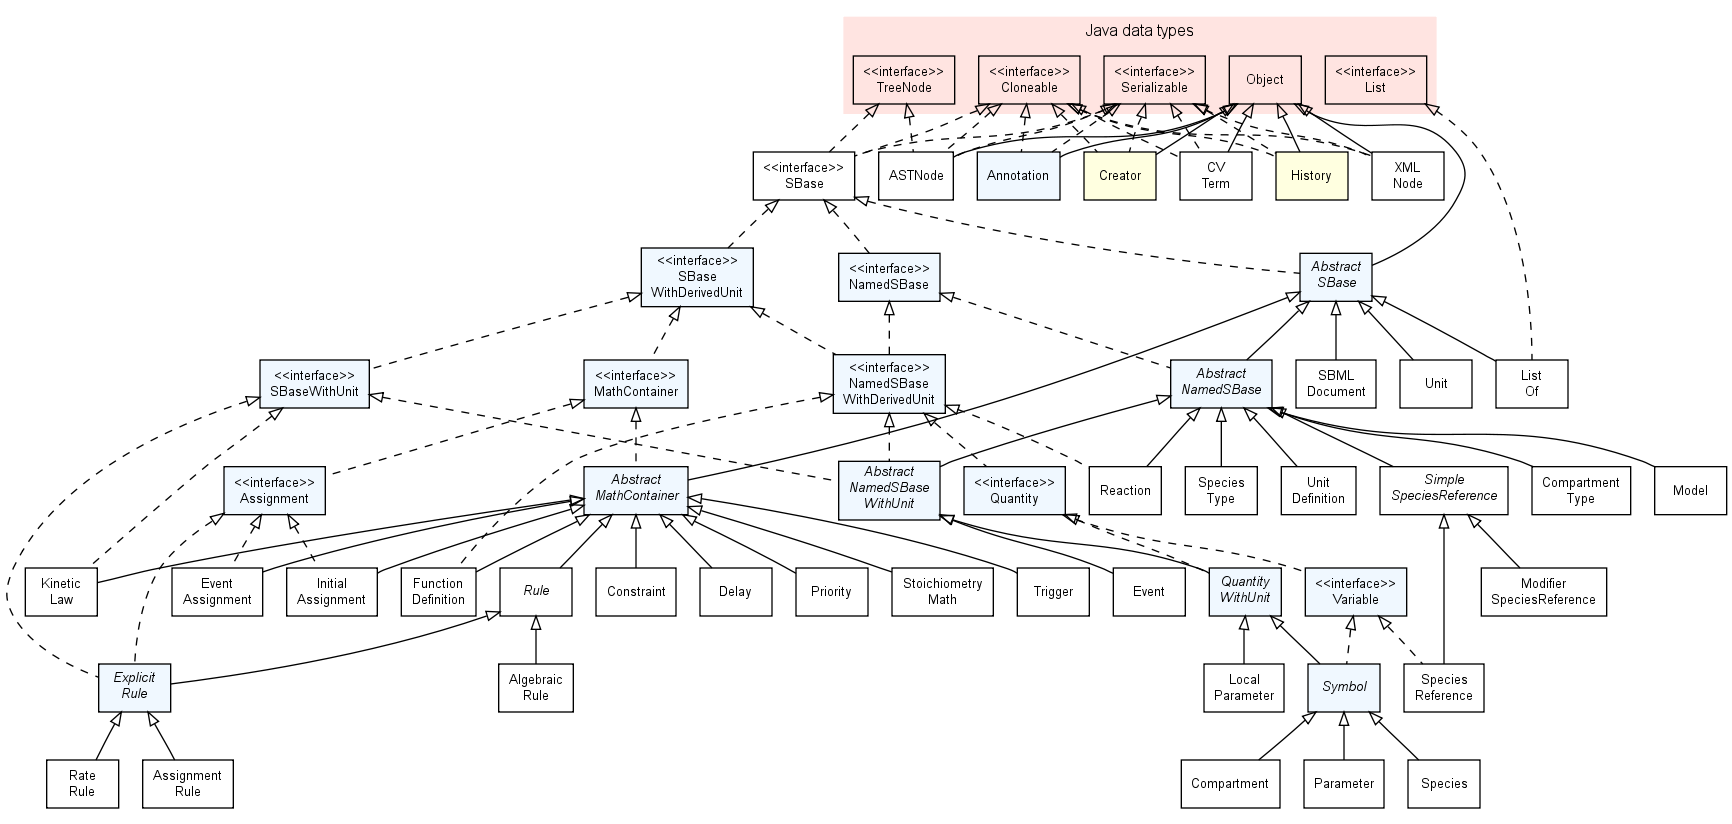 Java data types
<<interface>>
TreeNode
<<interface>>
Cloneable
<<interface>>
Serializable
Object
<<interface>>
List
<<interface>>
SBase
ASTNode
Annotation
Creator
CV
Term
History
XML
Node
<<interface>>
SBase
WithDerivedUnit
<<interface>>
NamedSBase
Abstract
SBase
<<interface>>
SBaseWithUnit
<<interface>>
MathContainer
<<interface>>
NamedSBase
WithDerivedUnit
Abstract
NamedSBase
SBML
Document
Unit
List
Of
<<interface>>
Assignment
Abstract
MathContainer
Abstract
NamedSBase
WithUnit
<<interface>>
Quantity
Reaction
Species
Type
Unit
Definition
Simple
SpeciesReference
Compartment
Type
Model
Kinetic
Law
Event
Assignment
Initial
Assignment
Function
Definition
Rule
Constraint
Delay
Priority
Stoichiometry
Math
Trigger
Event
Quantity
WithUnit
<<interface>>
Variable
Modifier
SpeciesReference
Explicit
Rule
Algebraic
Rule
Local
Parameter
Symbol
Species
Reference
Rate
Rule
Assignment
Rule
Compartment
Parameter
Species